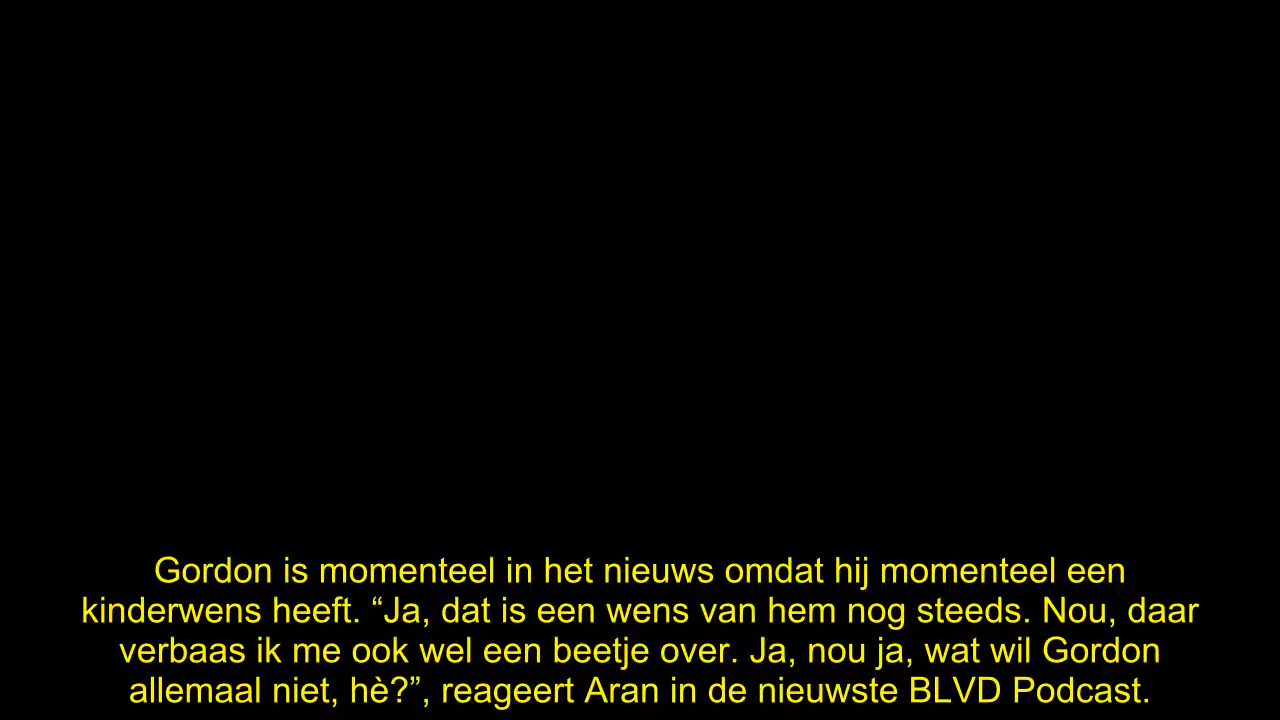 Gordon is momenteel in het nieuws omdat hij momenteel een
kinderwens heeft. “Ja, dat is een wens van hem nog steeds. Nou, daar
verbaas ik me ook wel een beetje over. Ja, nou ja, wat wil Gordon
allemaal niet, hè?”, reageert Aran in de nieuwste BLVD Podcast.